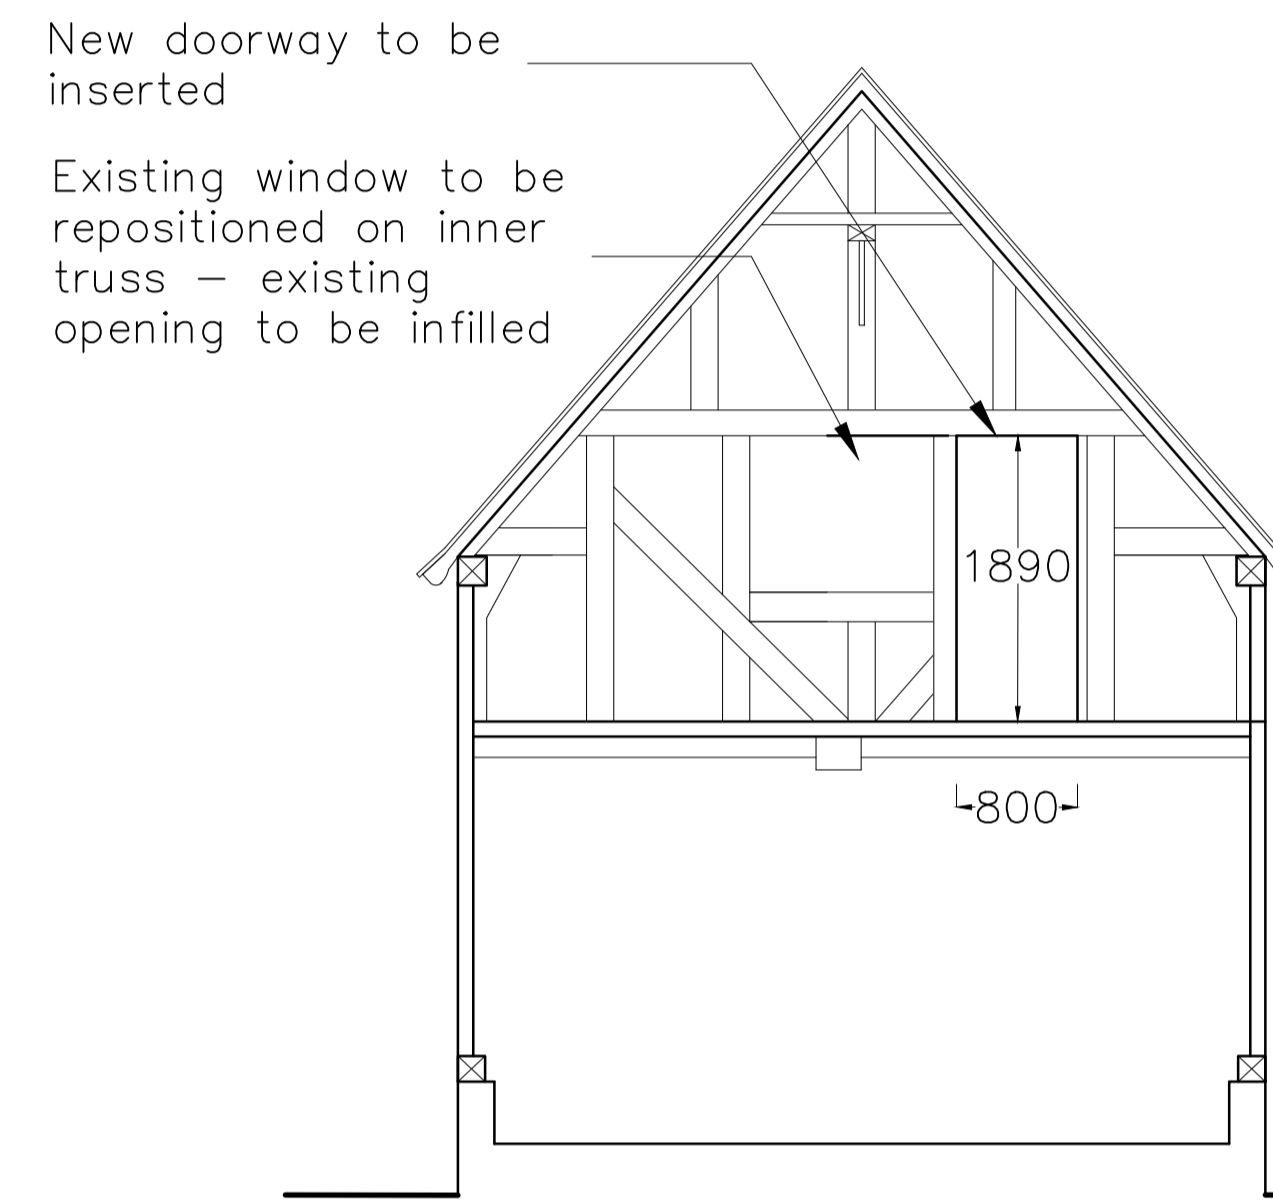 New doorway to be
inserted
Existing window to be
repositioned on inner
truss – existing
opening to be infilled
1890
800